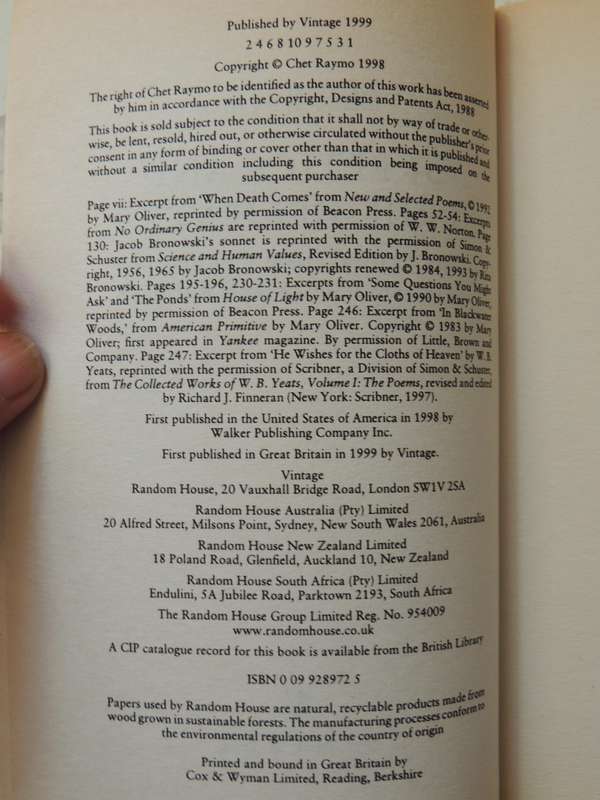 Published by Vintage 1999
2 4 6 8 10 9 7 5 3 1
Copyright © Chet Raymo 1998
The right of Chet Raymo to be identified as the author of this work has been asserted
by him in accordance with the Copyright, Designs and Patents Act, 1988
This book is sold subject to the condition that it shall not by way of trade or other-
wise, be lent, resold, hired out, or otherwise circulated without the publisher's prior
consent in any form of binding or cover other than that in which it is published and
without a similar condition including this condition being imposed on the
subsequent purchaser
Page vii: Excerpt from 'When Death Comes' from New and Selected Poems, © 1992
by Mary Oliver, reprinted by permission of Beacon Press. Pages 52-54: Excerpts
from No Ordinary Genius are reprinted with permission of W. W. Norton. Page
130: Jacob Bronowski's sonnet is reprinted with the permission of Simon &
Schuster from Science and Human Values, Revised Edition by J. Bronowski. Copy-
right, 1956, 1965 by Jacob Bronowski; copyrights renewed © 1984, 1993 by Rita
Bronowski. Pages 195-196, 230-231: Excerpts from 'Some Questions You Might
Ask' and 'The Ponds' from House of Light by Mary Oliver, © 1990 by Mary Oliver,
reprinted by permission of Beacon Press. Page 246: Excerpt from 'In Blackwater
Woods,' from American Primitive by Mary Oliver. Copyright © 1983 by Mary
Oliver; first appeared in Yankee magazine. By permission of Little, Brown and
Company. Page 247: Excerpt from 'He Wishes for the Cloths of Heaven' by W. B.
Yeats, reprinted with the permission of Scribner, a Division of Simon & Schuster,
from The Collected Works of W. B. Yeats, Volume I: The Poems, revised and edited
by Richard J. Finneran (New York: Scribner, 1997).
First published in the United States of America in 1998 by
Walker Publishing Company Inc.
First published in Great Britain in 1999 by Vintage.
Vintage
Random House, 20 Vauxhall Bridge Road, London SW1V 2SA
Random House Australia (Pty) Limited
20 Alfred Street, Milsons Point, Sydney, New South Wales 2061, Australia
Random House New Zealand Limited
18 Poland Road, Glenfield, Auckland 10, New Zealand
Random House South Africa (Pty) Limited
Endulini, 5A Jubilee Road, Parktown 2193, South Africa
The Random House Group Limited Reg. No. 954009
www.randomhouse.co.uk
A CIP catalogue record for this book is available from the British Library
ISBN 0 09 928972 5
Papers used by Random House are natural, recyclable products made from
wood grown in sustainable forests. The manufacturing processes conform to
the environmental regulations of the country of origin
Printed and bound in Great Britain by
Cox & Wyman Limited, Reading, Berkshire